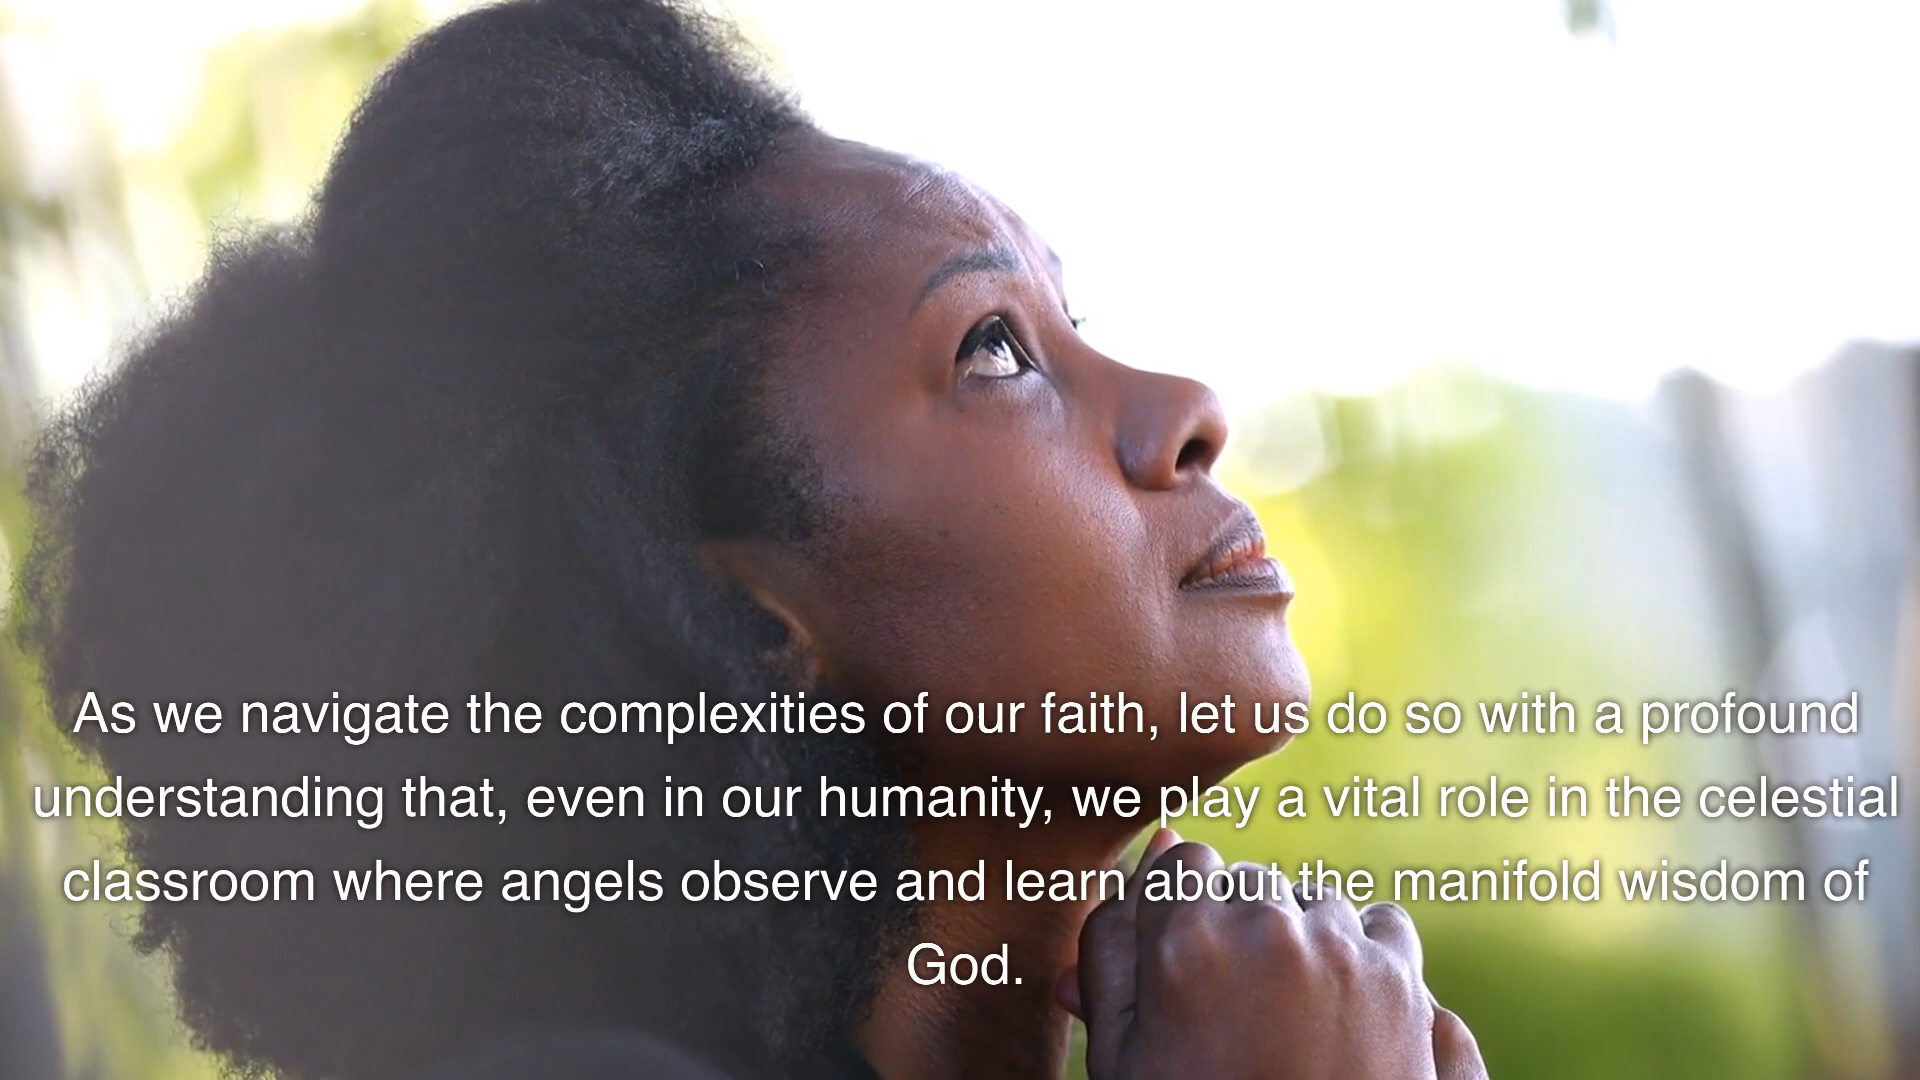 As we navigate the complexities of our faith, let us do so with a profound
understanding that, even in our humanity, we play a vital role in the celestial
classroom where angels observe and learn about the manifold wisdom of
God.